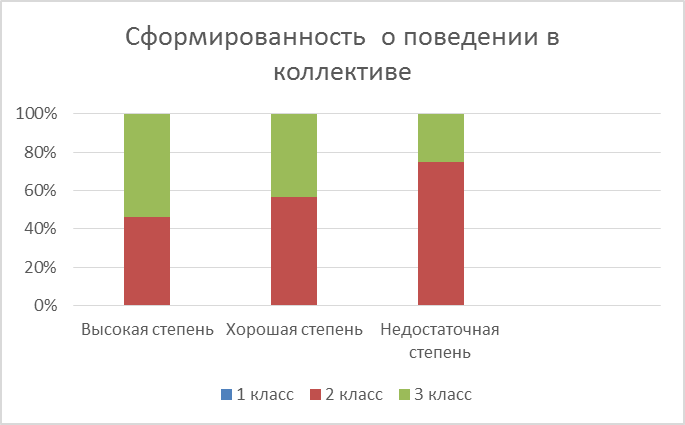 Сформированность  о поведении в
коллективе
100%
80%
60%
40%
20%
0%
Высокая степень
Хорошая степень
Недостаточная
степень
1 класс
2 класс
3 класс